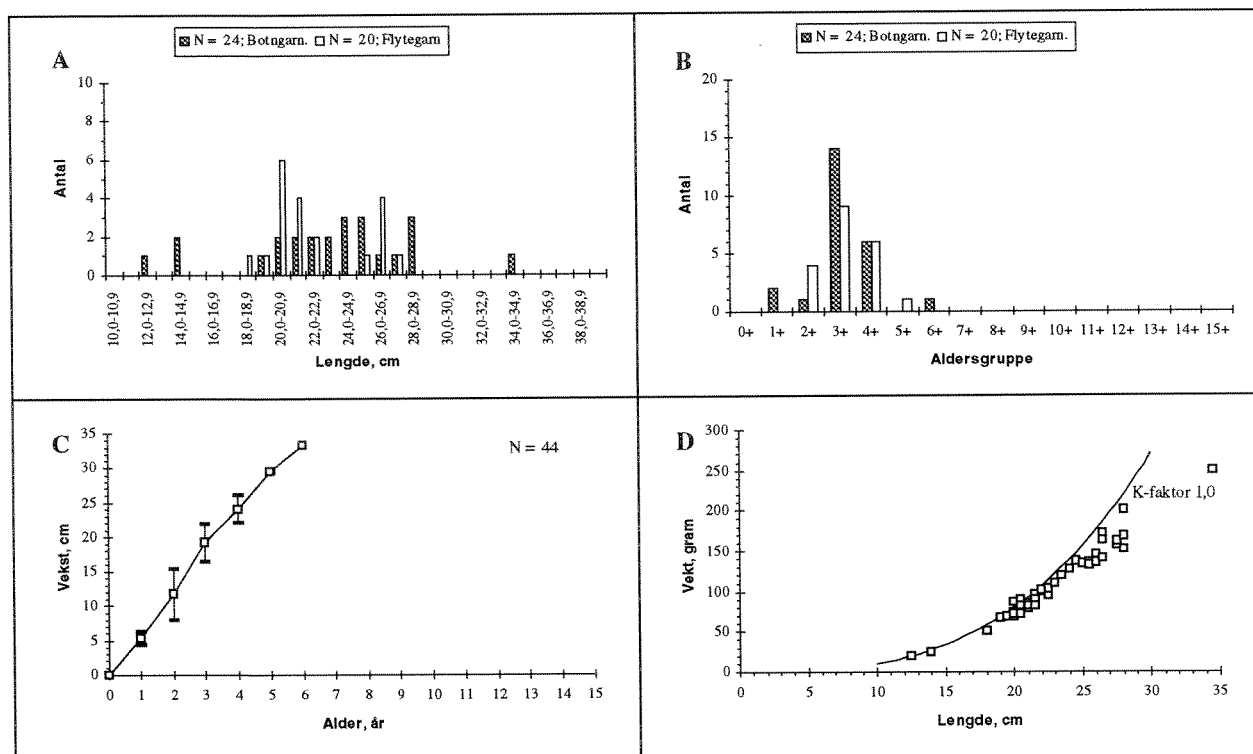 N = 24; Botngarn. N = 20; Flytegarn
A
10
8
6
4
2
0
Antal
10,0-10,9
12,0-12,9
14,0-14,9
16,0-16,9
18,0-18,9
20,0-20,9
22,0-22,9
24,0-24,9
26,0-26,9
28,0-28,9
30,0-30,9
32,0-32,9
34,0-34,9
36,0-36,9
38,0-38,9
Lengde, cm
N = 24; Botngarn. N = 20; Flytegarn.
B
20
15
10
5
0
Antal
0+ 1+ 2+ 3+ 4+ 5+ 6+ 7+ 8+ 9+ 10+ 11+ 12+ 13+ 14+ 15+
Aldersgruppe
C
N = 44
35
30
25
20
15
10
5
0
Vekst, cm
0 1 2 3 4 5 6 7 8 9 10 11 12 13 14 15
Alder, år
D
300
250
200
150
100
50
0
Vekt, gram
K-faktor 1,0
0 5 10 15 20 25 30 35
Lengde, cm